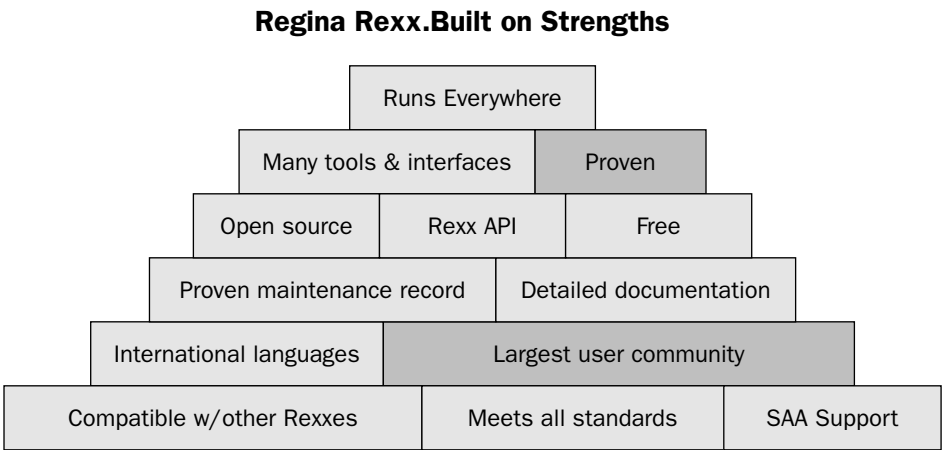 Regina Rexx.Built on Strengths
Runs Everywhere
Many tools & interfaces Proven
Open source Rexx API Free
Proven maintenance record Detailed documentation
International languages Largest user community
Compatible w/other Rexxes Meets all standards SAA Support